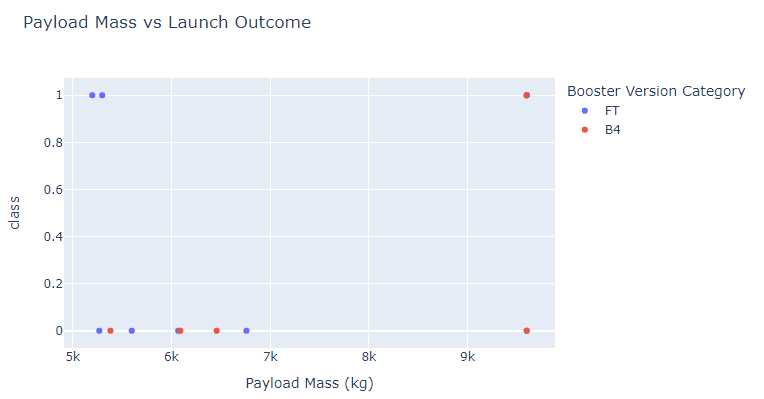 Payload Mass vs Launch Outcome
Booster Version Category
FT
B4
1
0.8
0.6
0.4
0.2
0
class
5k 6k 7k 8k 9k
Payload Mass (kg)